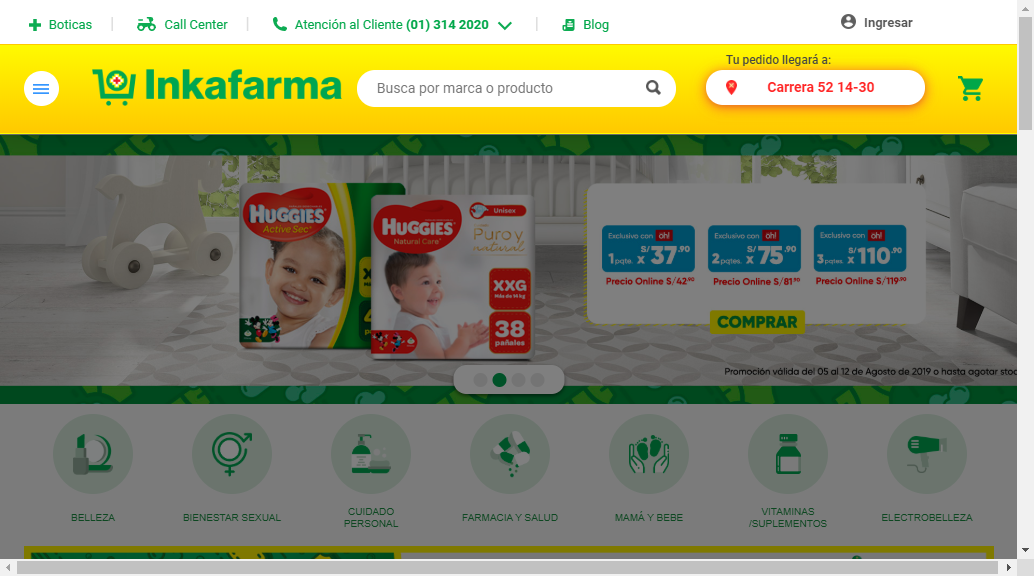 Boticas
Call Center
Atención al Cliente (01) 314 2020
Blog
Ingresar
Inkafarma
Busca por marca o producto
Tu pedido llegará a:
Carrera 52 14-30
HUGGIES
Active Sec
HUGGIES
Natural Care
Unisex
Puro y
natural
XXG
Más de 14 kg
38
pañales
Exclusivo con oh!
1 pqte. x S/37.90
Precio Online S/42.90
Exclusivo con oh!
2 pqtes. x S/75.90
Precio Online S/81.90
Exclusivo con oh!
3 pqtes. x S/110.90
Precio Online S/119.90
COMPRAR
Promoción válida del 05 al 12 de Agosto de 2019 o hasta agotar stoc
BELLEZA
BIENESTAR SEXUAL
CUIDADO
PERSONAL
FARMACIA Y SALUD
MAMÁ Y BEBE
VITAMINAS
/SUPLEMENTOS
ELECTROBELLEZA